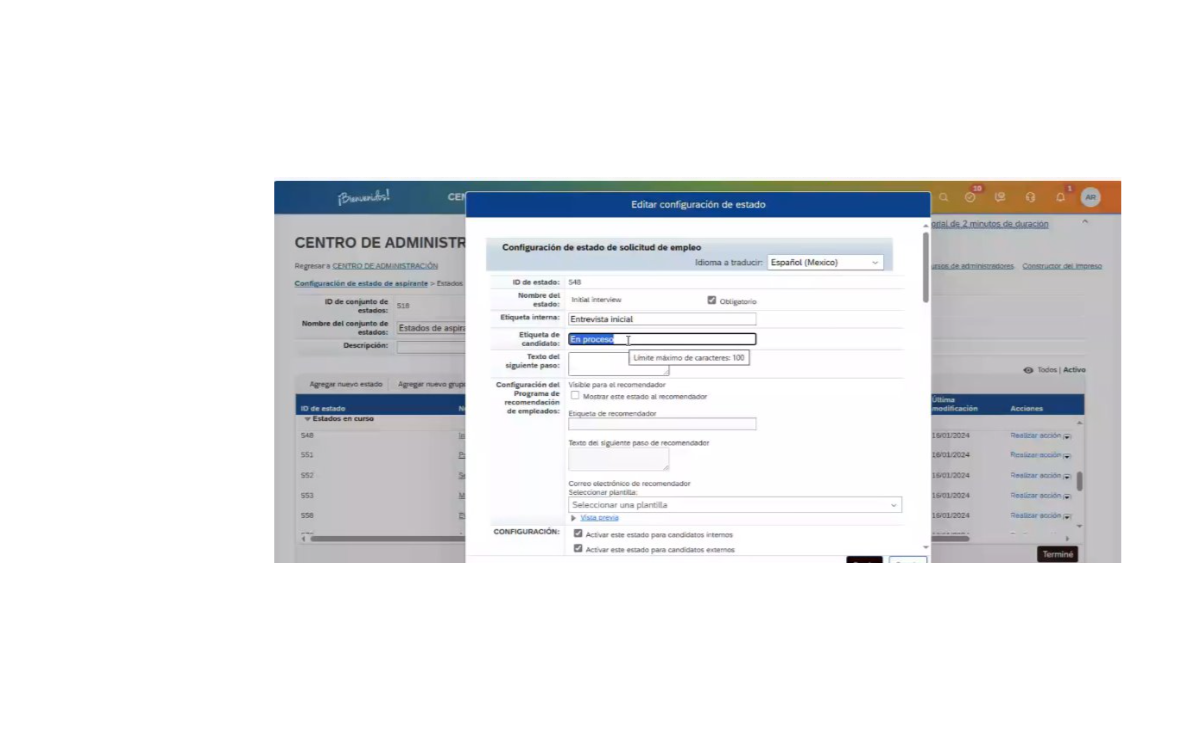 ¡Bienvenido!
18
1
AR
Editar configuración de estado
CENTRO DE ADMINISTR
Regresar a CENTRO DE ADMINISTRACIÓN
Configuración de estado de aspirante > Estados
ID de conjunto de estados: 518
Nombre del conjunto de estados: Estados de aspira
Descripción:
Agregar nuevo estado
Agregar nuevo grupo
ID de estado
Estados en curso
548
551
552
553
558
Configuración de estado de solicitud de empleo
Idioma a traducir: Español (Mexico)
ID de estado: 548
Nombre del estado: Initial Interview
Obligatorio
Etiqueta interna: Entrevista inicial
Etiqueta de candidato: En proceso
Límite máximo de caracteres: 100
Texto del siguiente paso:
Configuración del Programa de recomendación de empleados:
Visible para el recomendador
Mostrar este estado al recomendador
Etiqueta de recomendador
Texto del siguiente paso de recomendador
Correo electrónico de recomendador
Seleccionar plantilla:
Seleccionar una plantilla
Vista previa
CONFIGURACIÓN:
Activar este estado para candidatos internos
Activar este estado para candidatos externos
de 2 minutos de duración
de administradores
Constructor del impreso
Todos | Activo
Última modificación
Acciones
16/01/2024 Realizar acción
16/01/2024 Realizar acción
16/01/2024 Realizar acción
16/01/2024 Realizar acción
16/01/2024 Realizar acción
Terminé